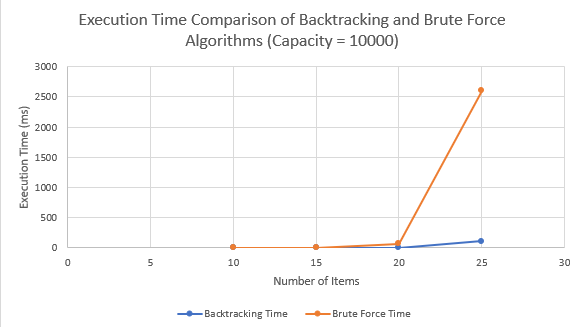 Execution Time Comparison of Backtracking and Brute Force
Algorithms (Capacity = 10000)
3000
2500
2000
1500
1000
500
0
Execution Time (ms)
0 5 10 15 20 25 30
Number of Items
Backtracking Time Brute Force Time